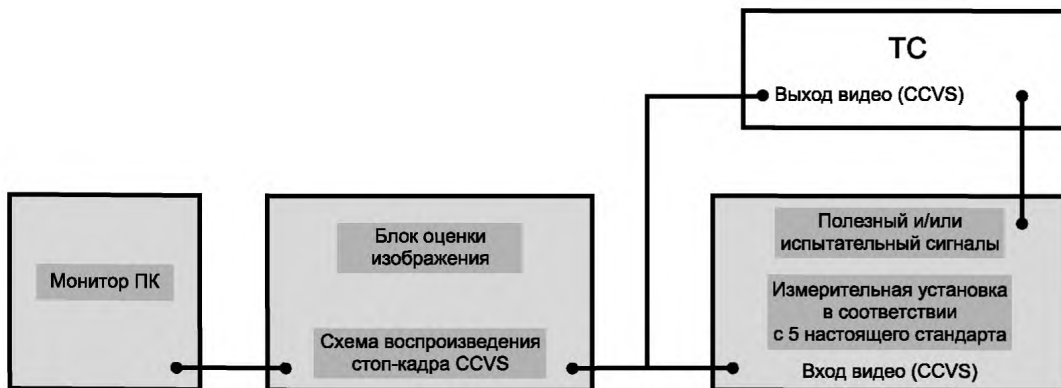 ТС
Выход видео (CCVS)
Монитор ПК
Блок оценки
изображения
Схема воспроизведения
стоп-кадра CCVS
Полезный и/или
испытательный сигналы
Измерительная установка
в соответствии
с 5 настоящего стандарта
Вход видео (CCVS)